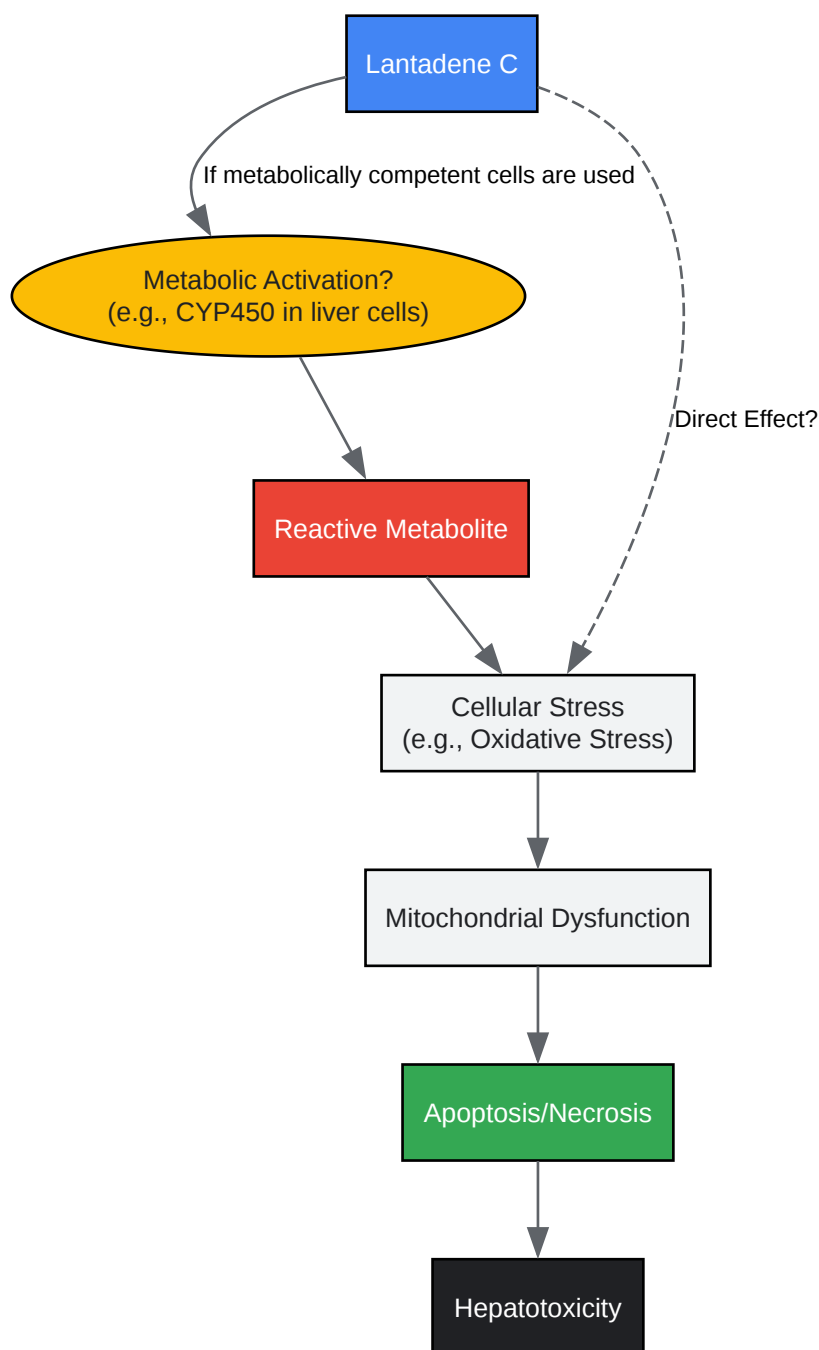 Lantadene C
If metabolically competent cells are used
Metabolic Activation?
(e.g., CYP450 in liver cells)
Direct Effect?
Reactive Metabolite
Cellular Stress
(e.g., Oxidative Stress)
Mitochondrial Dysfunction
Apoptosis/Necrosis
Hepatotoxicity